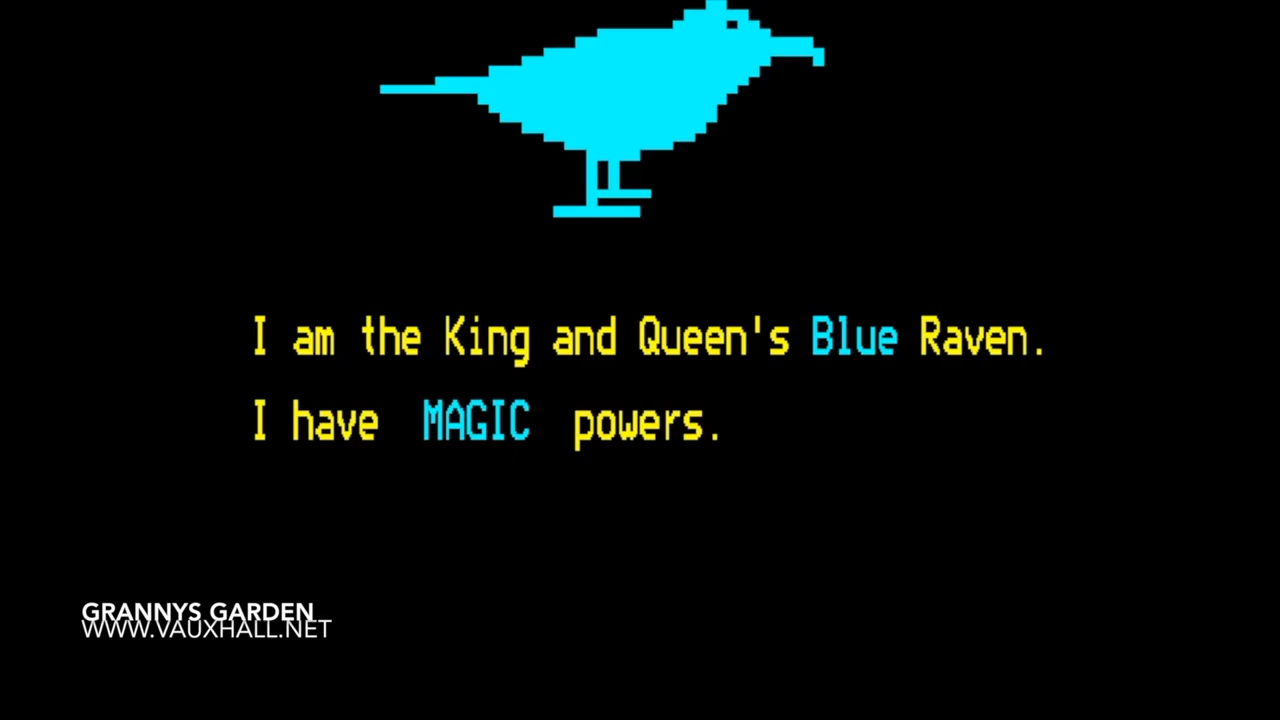 I am the King and Queen's Blue Raven.
I have MAGIC powers.
GRANNYS GARDEN
WWW.VAUXHALL.NET